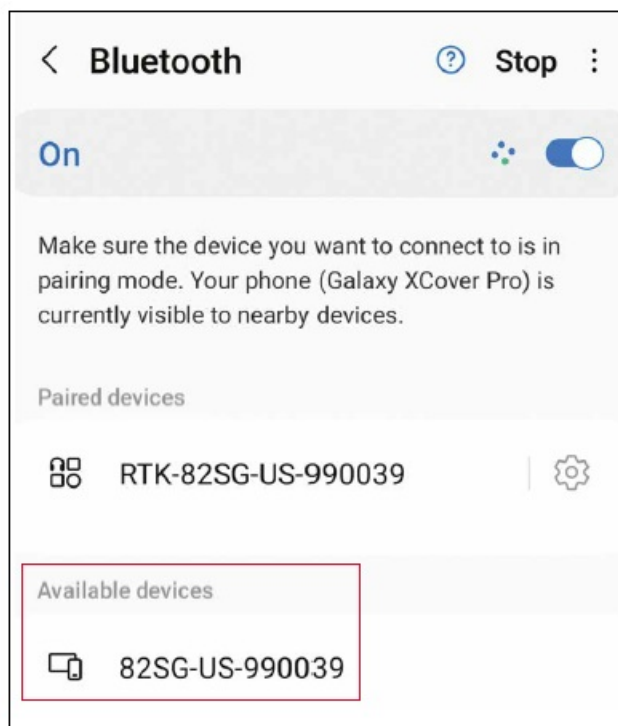 Bluetooth ? Stop
On
Make sure the device you want to connect to is in
pairing mode. Your phone (Galaxy XCover Pro) is
currently visible to nearby devices.
Paired devices
RTK-82SG-US-990039
Available devices
82SG-US-990039